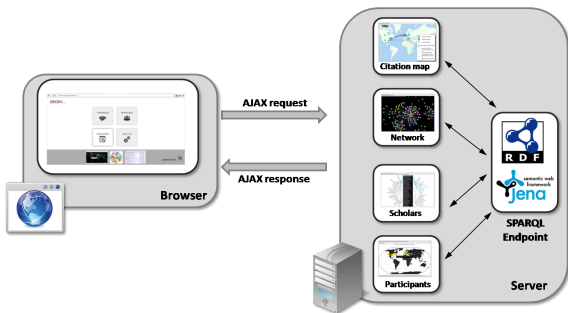 Citation map
AJAX request
Network
RDF
semantic web
framework
Jena
AJAX response
Scholars
SPARQL
Endpoint
Browser
Participants
Server